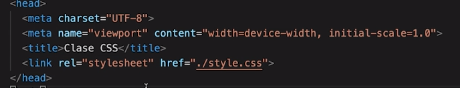 <head>
<meta charset="UTF-8">
<meta name="viewport" content="width=device-width, initial-scale=1.0">
<title>Clase CSS</title>
<link rel="stylesheet" href="./style.css">
</head>